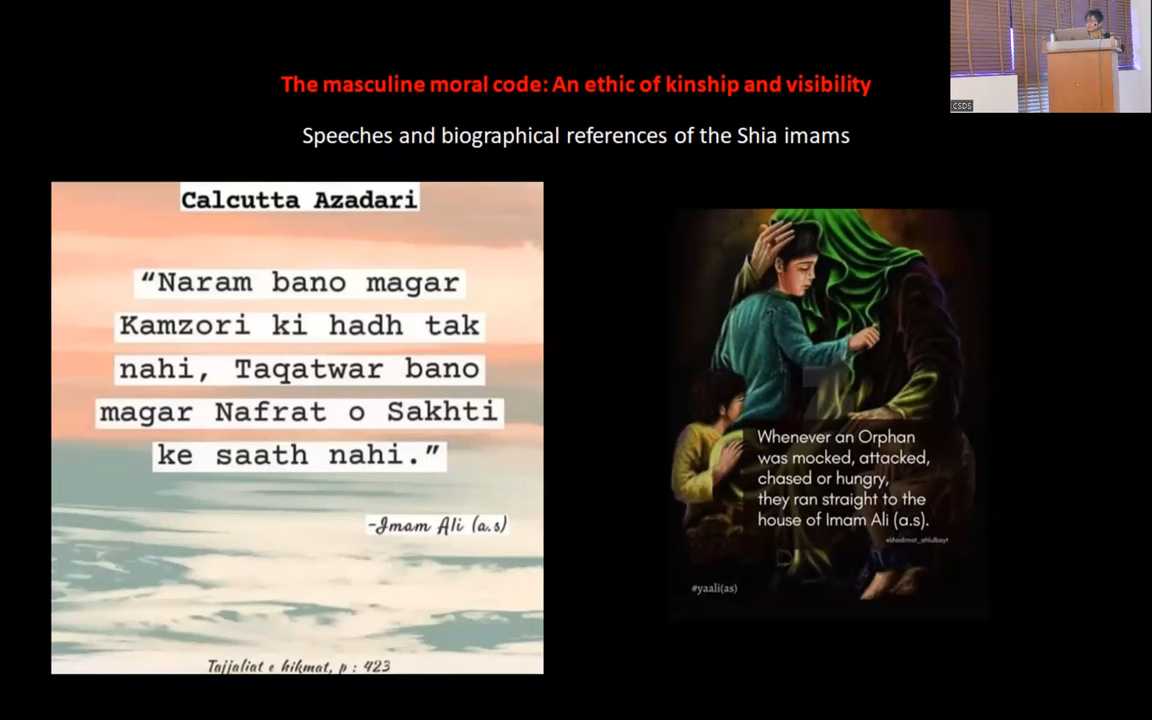 The masculine moral code: An ethic of kinship and visibility
Speeches and biographical references of the Shia imams
CSDS
Calcutta Azadari
“Naram bano magar
Kamzori ki hadh tak
nahi, Taqatwar bano
magar Nafrat o Sakhti
ke saath nahi.”
-Imam Ali (a.s)
Tajjaliat e hikmat, p : 423
Whenever an Orphan
was mocked, attacked,
chased or hungry,
they ran straight to the
house of Imam Ali (a.s).
#yaali(as)